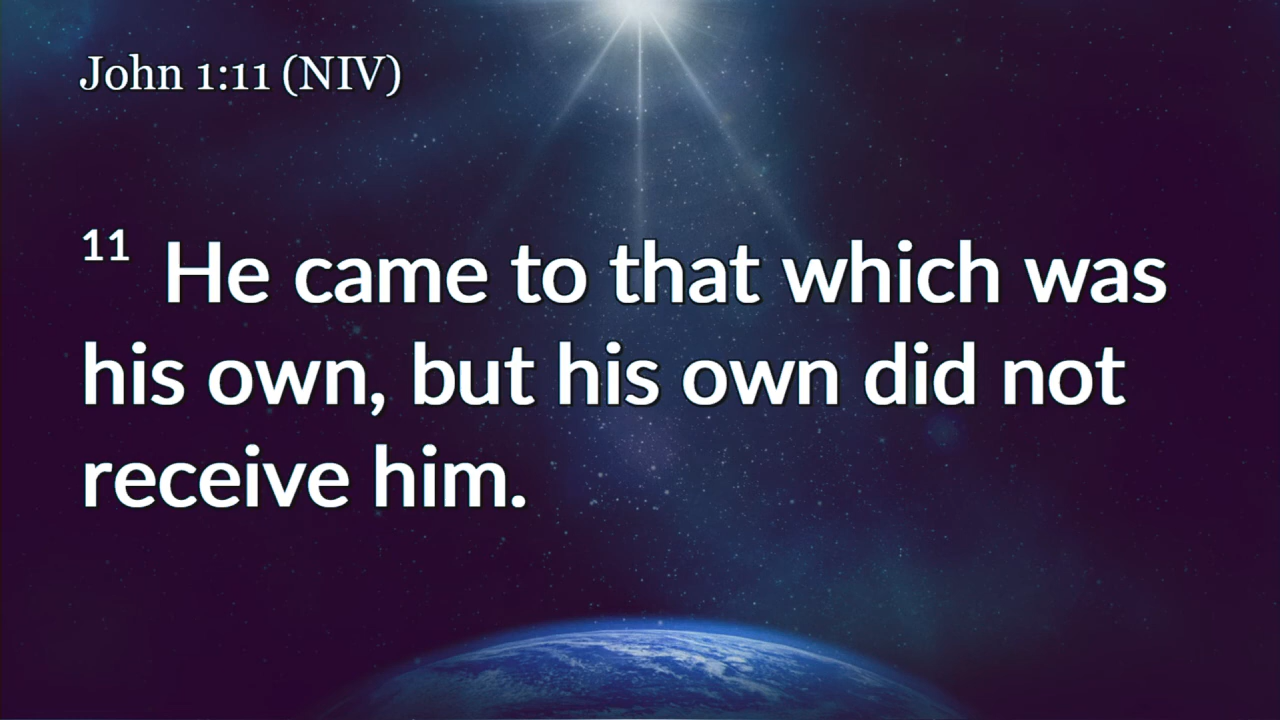 John 1:11 (NIV)
11 He came to that which was
his own, but his own did not
receive him.